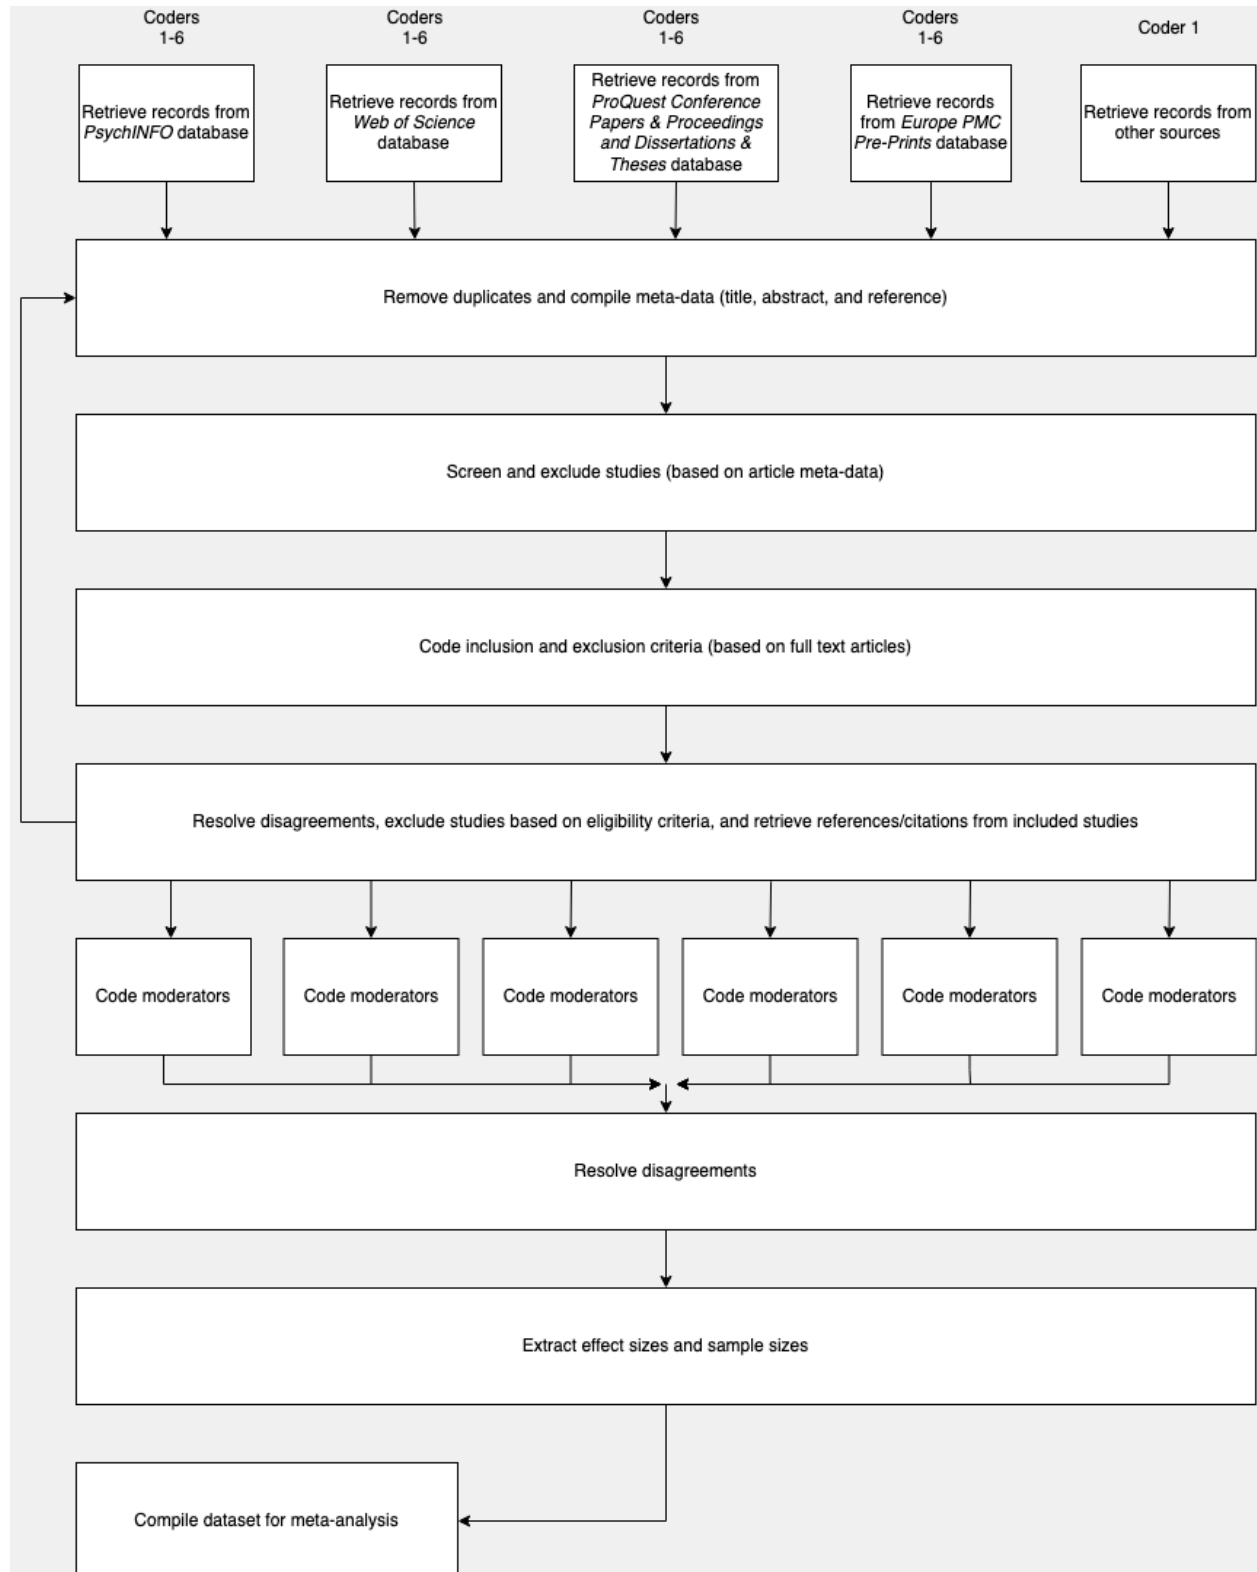 Coders
1-6
Coders
1-6
Coders
1-6
Coders
1-6
Coder 1
Retrieve records from
PsychINFO database
Retrieve records from
Web of Science
database
Retrieve records from
ProQuest Conference
Papers & Proceedings
and Dissertations &
Theses database
Retrieve records
from Europe PMC
Pre-Prints database
Retrieve records from
other sources
Remove duplicates and compile meta-data (title, abstract, and reference)
Screen and exclude studies (based on article meta-data)
Code inclusion and exclusion criteria (based on full text articles)
Resolve disagreements, exclude studies based on eligibility criteria, and retrieve references/citations from included studies
Code moderators
Code moderators
Code moderators
Code moderators
Code moderators
Code moderators
Resolve disagreements
Extract effect sizes and sample sizes
Compile dataset for meta-analysis